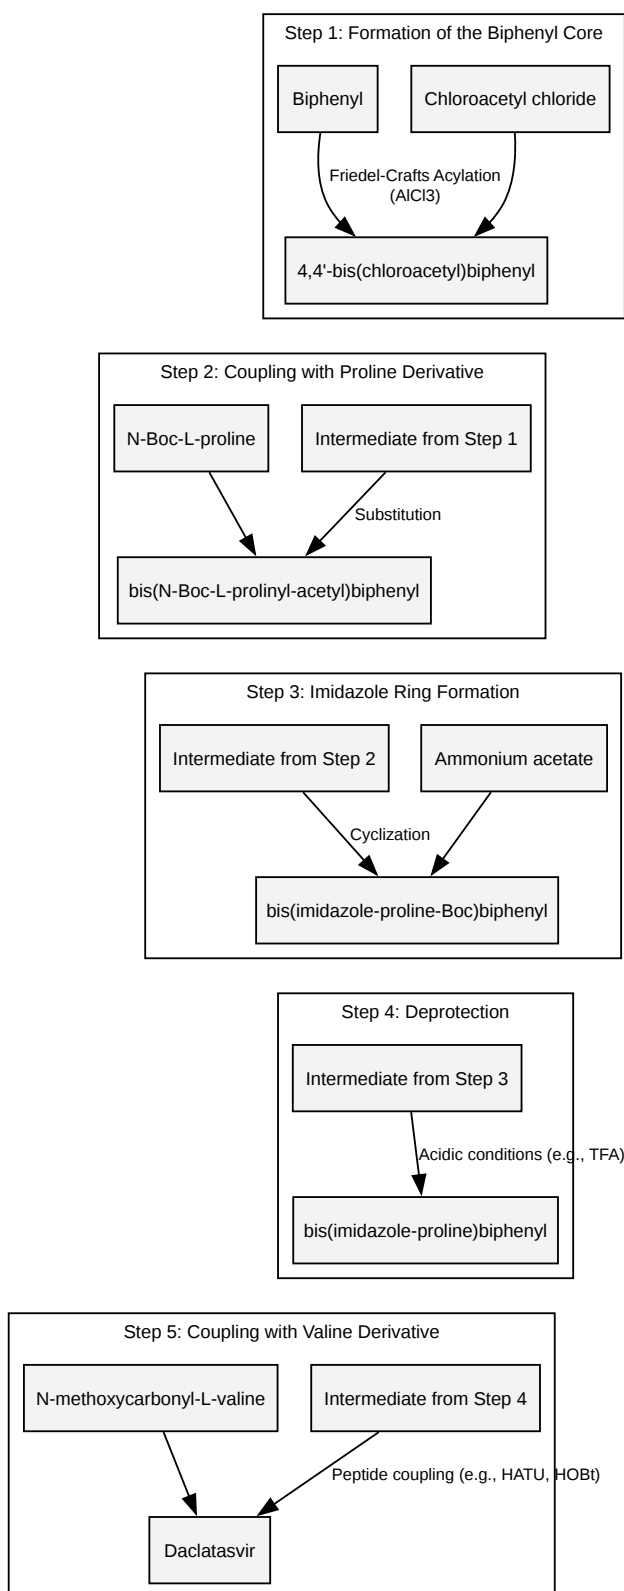 Step 1: Formation of the Biphenyl Core
Biphenyl
Chloroacetyl chloride
Friedel-Crafts Acylation
(AlCl3)
4,4'-bis(chloroacetyl)biphenyl
Step 2: Coupling with Proline Derivative
N-Boc-L-proline
Intermediate from Step 1
Substitution
bis(N-Boc-L-prolinyl-acetyl)biphenyl
Step 3: Imidazole Ring Formation
Intermediate from Step 2
Ammonium acetate
Cyclization
bis(imidazole-proline-Boc)biphenyl
Step 4: Deprotection
Intermediate from Step 3
Acidic conditions (e.g., TFA)
bis(imidazole-proline)biphenyl
Step 5: Coupling with Valine Derivative
N-methoxycarbonyl-L-valine
Intermediate from Step 4
Peptide coupling (e.g., HATU, HOBt)
Daclatasvir